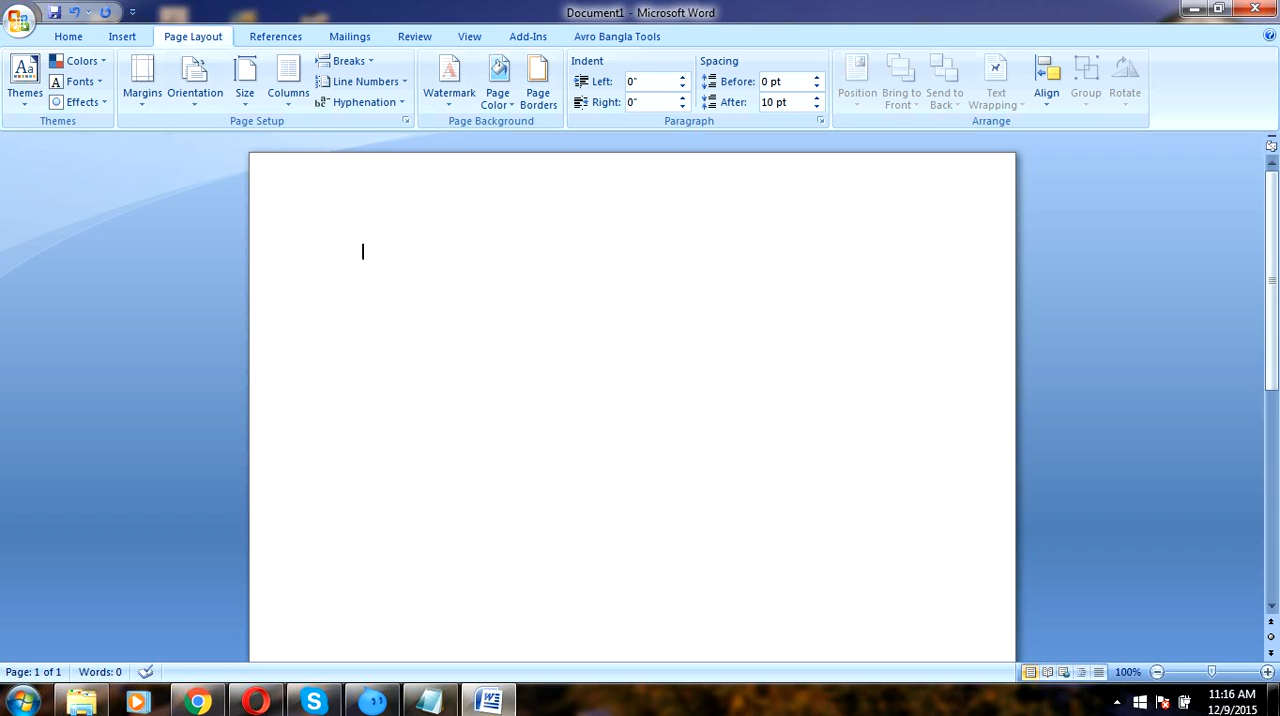 Document1 - Microsoft Word
Home Insert Page Layout References Mailings Review View Add-Ins Avro Bangla Tools
Themes
Colors
Fonts
Effects
Themes
Margins
Orientation
Size
Columns
Breaks
Line Numbers
Hyphenation
Page Setup
Watermark
Page Color
Page Borders
Page Background
Indent
Left: 0"
Right: 0"
Spacing
Before: 0 pt
After: 10 pt
Paragraph
Position
Bring to Front
Send to Back
Text Wrapping
Align
Group
Rotate
Arrange
Page: 1 of 1 Words: 0 100%
11:16 AM
12/9/2015